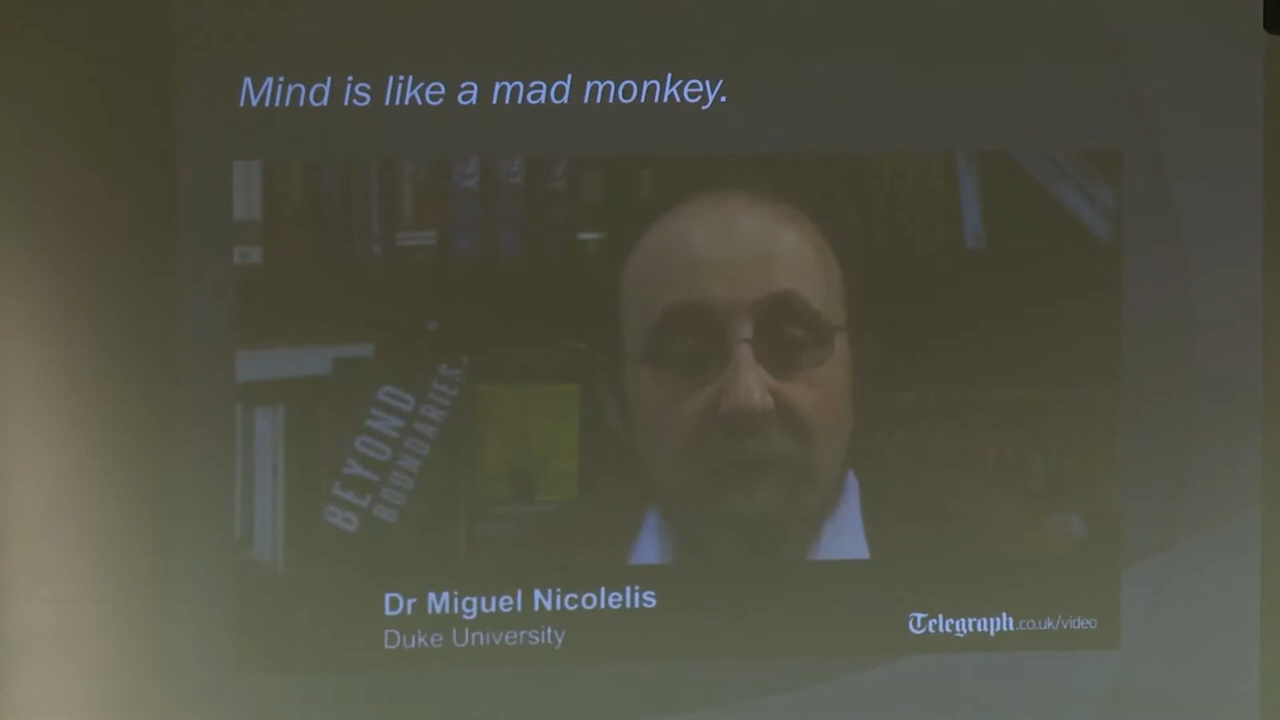 Mind is like a mad monkey.
BEYOND
BOUNDARIES
Dr Miguel Nicolelis
Duke University
Telegraph.co.uk/video